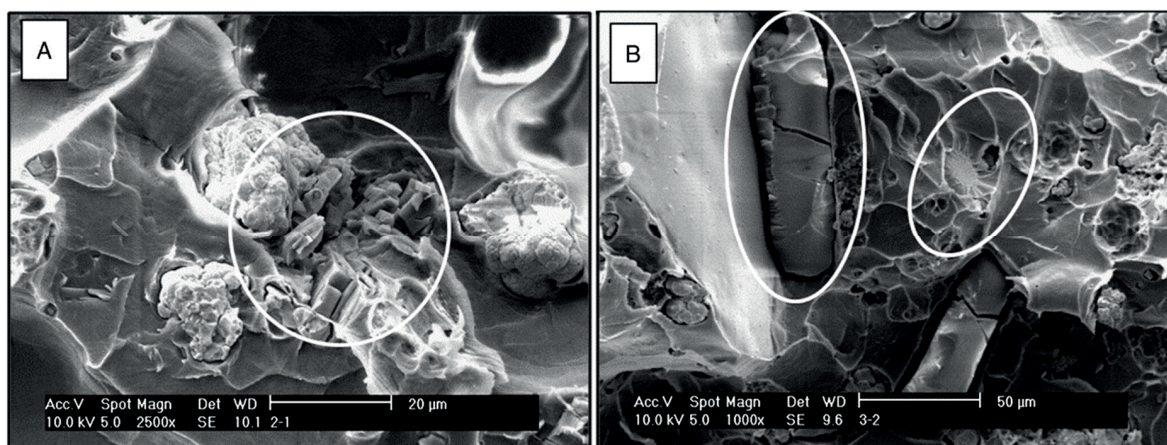 A
B
Acc.V Spot Magn Det WD 20 µm
10.0 kV 5.0 2500x SE 10.1 2-1
Acc.V Spot Magn Det WD 50 µm
10.0 kV 5.0 1000x SE 9.6 3-2